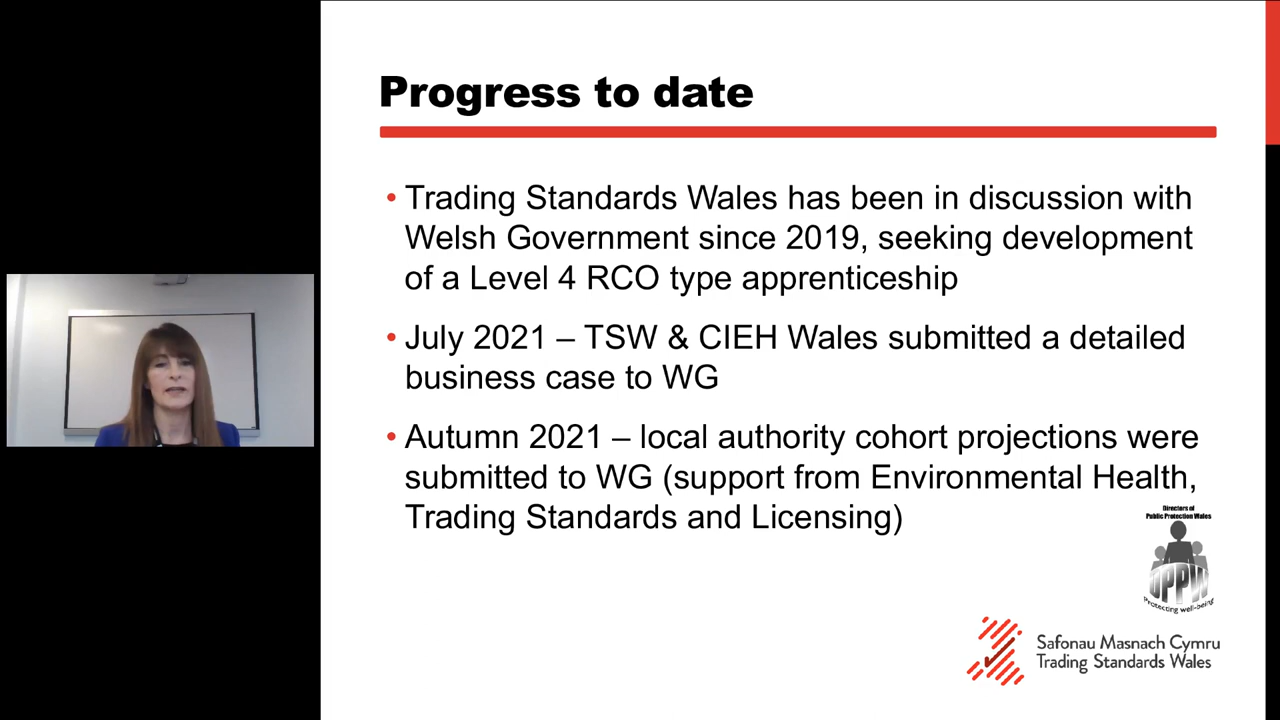 Progress to date
• Trading Standards Wales has been in discussion with
Welsh Government since 2019, seeking development
of a Level 4 RCO type apprenticeship
• July 2021 – TSW & CIEH Wales submitted a detailed
business case to WG
• Autumn 2021 – local authority cohort projections were
submitted to WG (support from Environmental Health,
Trading Standards and Licensing)
Directors of
Public Protection Wales
DPPW
Protecting well-being
Safonau Masnach Cymru
Trading Standards Wales